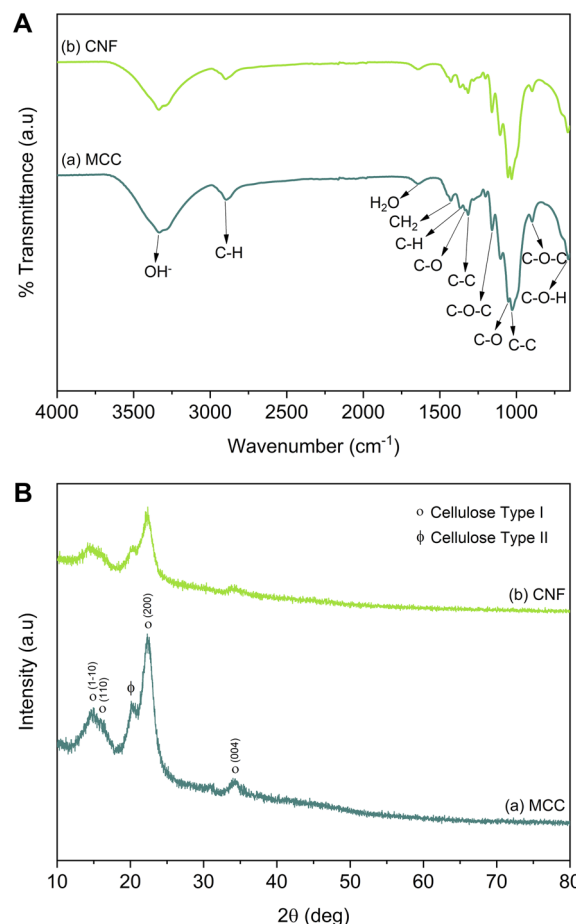 A
(b) CNF
(a) MCC
% Transmittance (a.u)
OH-
C-H
H2O
CH2
C-H
C-O
C-C
C-O-C
C-O
C-C
C-O-C
C-O-H
4000 3500 3000 2500 2000 1500 1000
Wavenumber (cm-1)
B
o Cellulose Type I
ϕ Cellulose Type II
(b) CNF
Intensity (a.u)
o (1-10)
o (110)
ϕ
o (200)
o (004)
(a) MCC
10 20 30 40 50 60 70 80
2θ (deg)